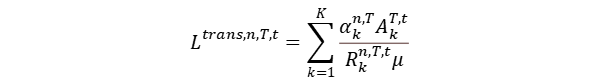 $L^{trans,n,T,t} = \sum_{k=1}^{K} \frac{\alpha_k^{n,T} A_k^{T,t}}{R_k^{n,T,t} \mu}$